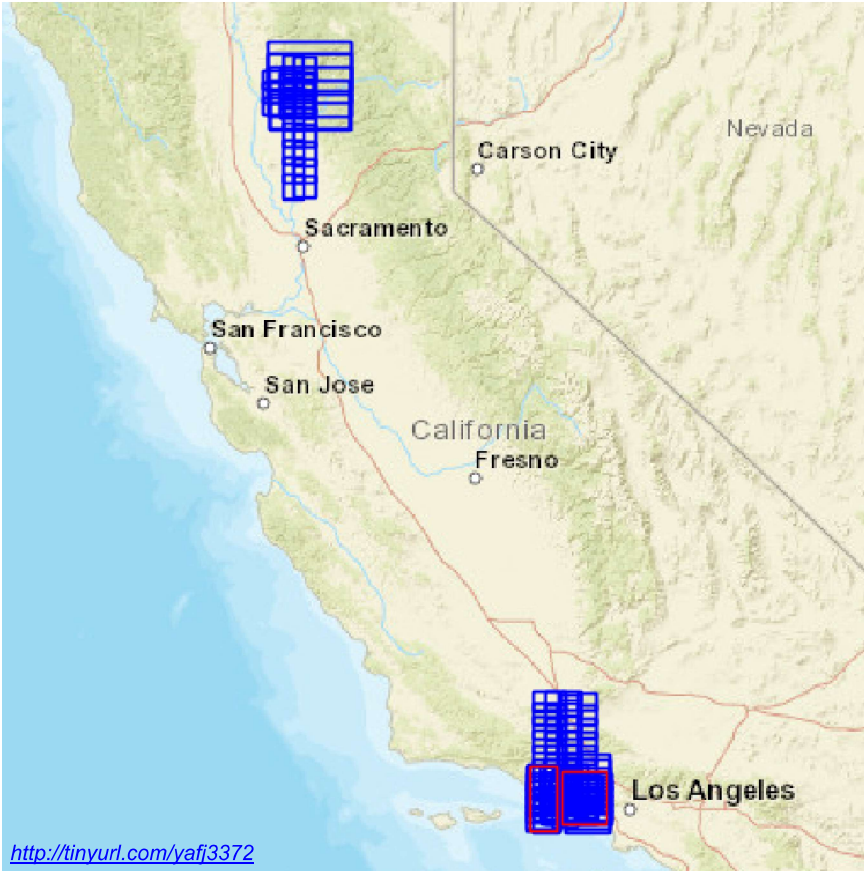 Nevada
Carson City
Sacramento
San Francisco
San Jose
California
Fresno
Los Angeles
http://tinyurl.com/yafj3372